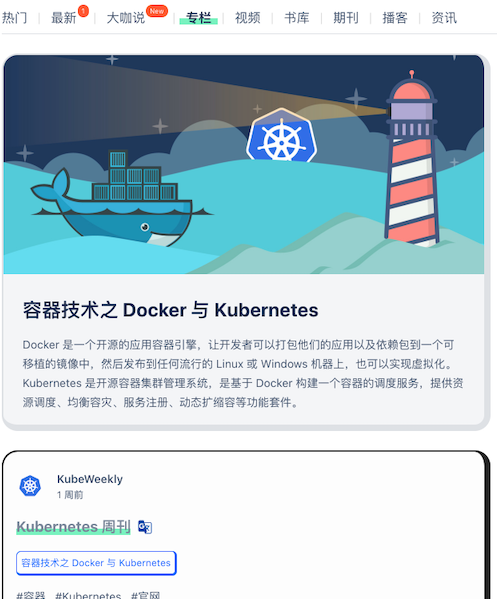 热门 最新 1 大咖说 New 专栏 视频 书库 期刊 播客 资讯
容器技术之 Docker 与 Kubernetes
Docker 是一个开源的应用容器引擎，让开发者可以打包他们的应用以及依赖包到一个可
移植的镜像中，然后发布到任何流行的 Linux 或 Windows 机器上，也可以实现虚拟化。
Kubernetes 是开源容器集群管理系统，是基于 Docker 构建一个容器的调度服务，提供资
源调度、均衡容灾、服务注册、动态扩缩容等功能套件。
KubeWeekly
1 周前
Kubernetes 周刊
容器技术之 Docker 与 Kubernetes
#容器 #Kubernetes #官网